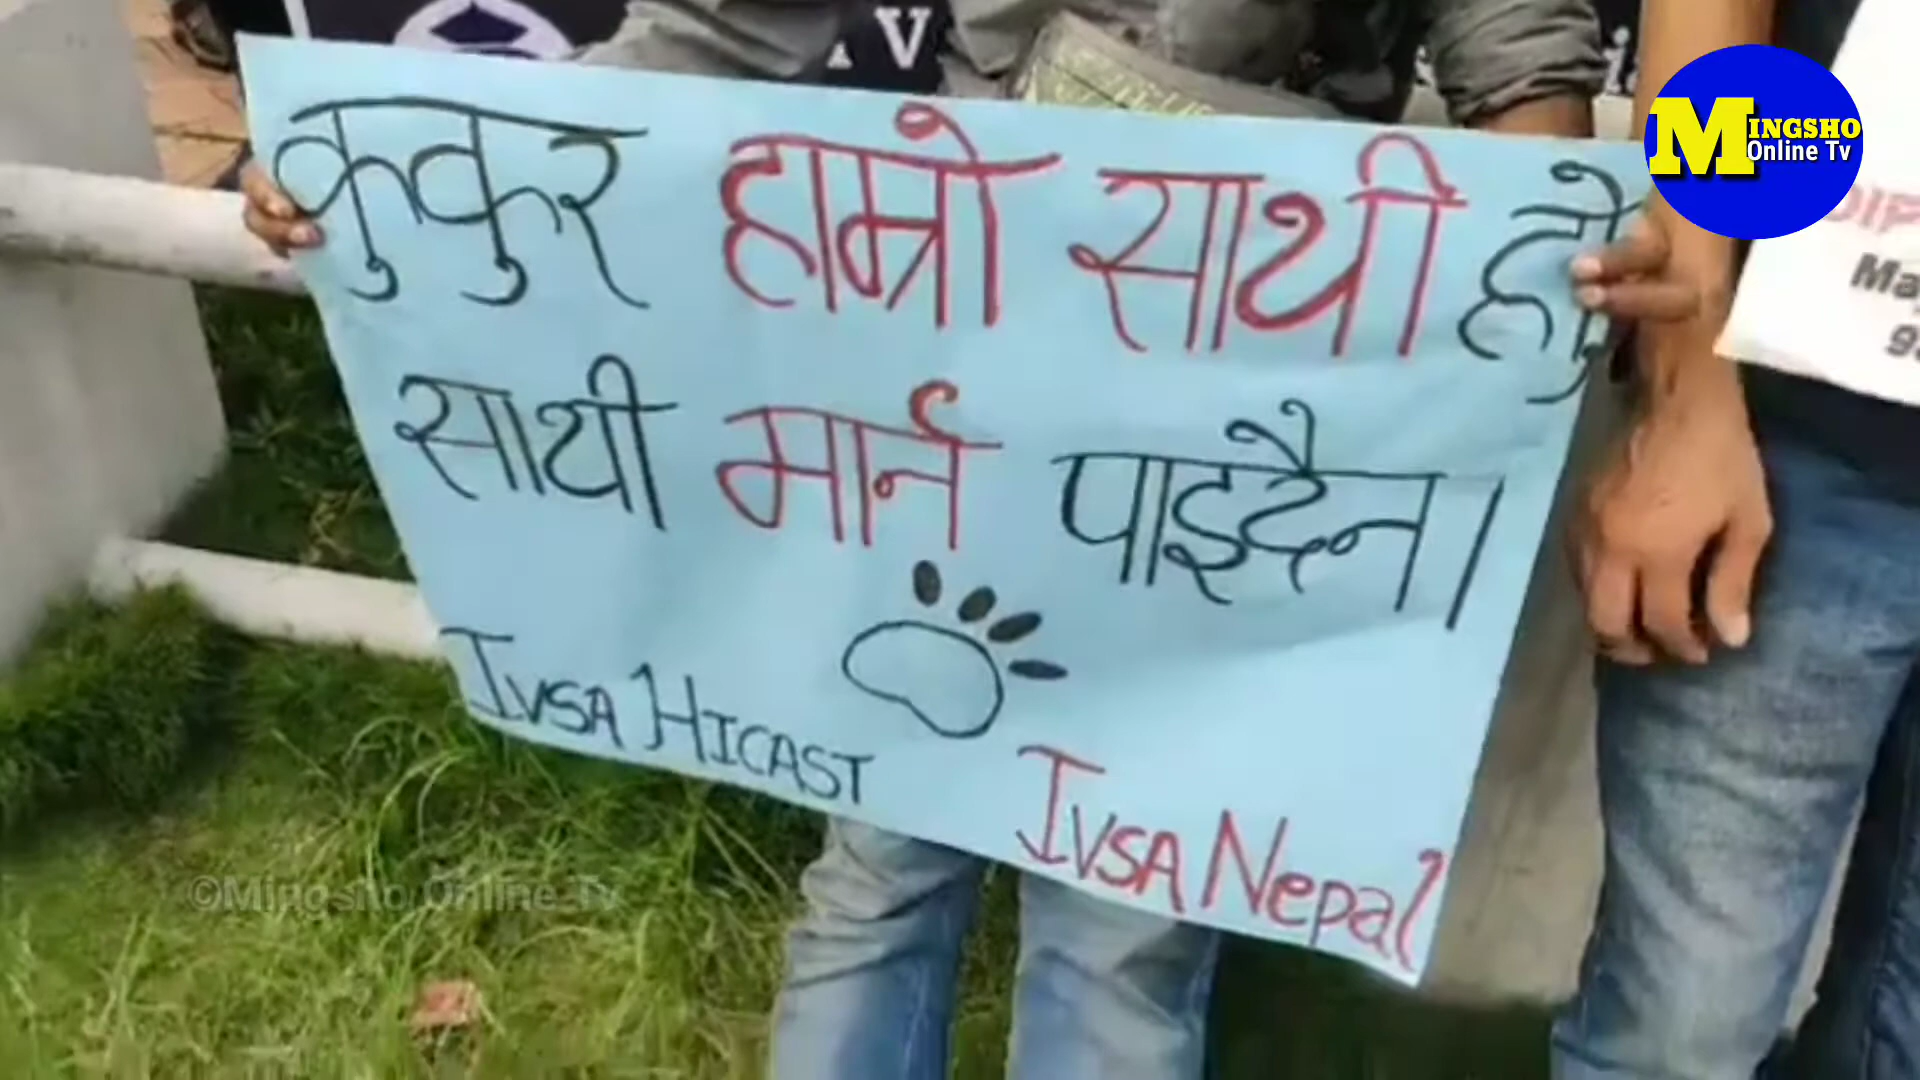 V
MINGSHO
Online Tv
कुकुर हाम्रो साथी हो
साथी मार्न पाइदैन।
IVSA HICAST
IVSA Nepal
©Mingsho Online Tv